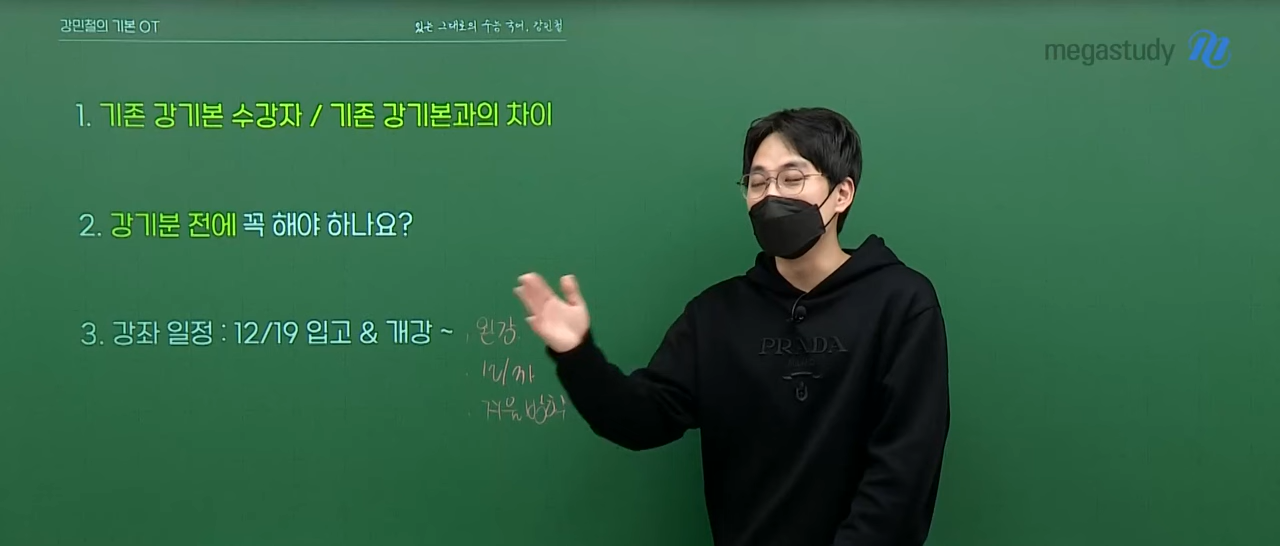 강민철의 기본 OT
있는 그대로의 수능 국어, 강민철
megastudy
1. 기존 강기본 수강자 / 기존 강기본과의 차이
2. 강기분 전에 꼭 해야 하나요?
3. 강좌 일정 : 12/19 입고 & 개강 ~
완강
12/까
겨울방학
PRADA